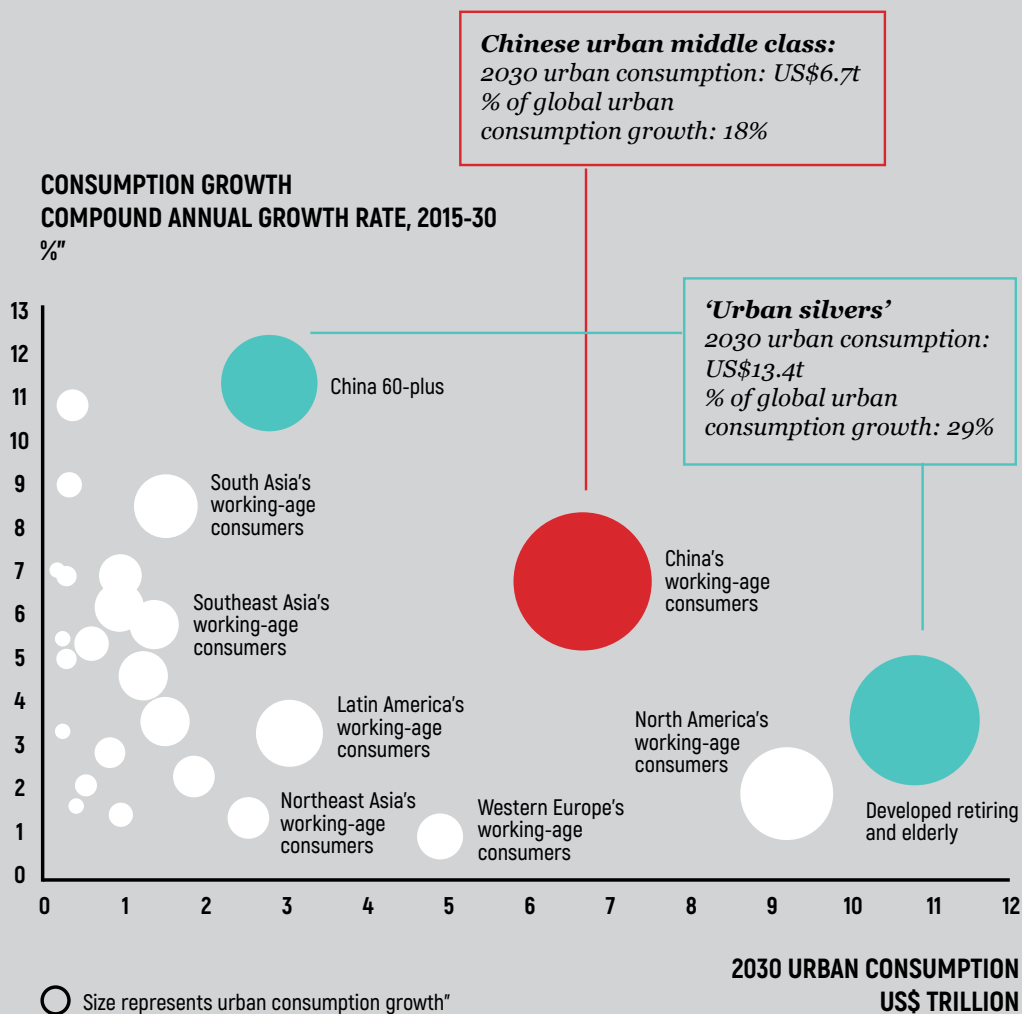 Chinese urban middle class:
2030 urban consumption: US$6.7t
% of global urban
consumption growth: 18%
CONSUMPTION GROWTH
COMPOUND ANNUAL GROWTH RATE, 2015-30
%"
‘Urban silvers’
2030 urban consumption:
US$13.4t
% of global urban
consumption growth: 29%
13
12
11
10
9
8
7
6
5
4
3
2
1
0
China 60-plus
South Asia's
working-age
consumers
China's
working-age
consumers
Southeast Asia's
working-age
consumers
Latin America's
working-age
consumers
North America's
working-age
consumers
Northeast Asia's
working-age
consumers
Western Europe's
working-age
consumers
Developed retiring
and elderly
0 1 2 3 4 5 6 7 8 9 10 11 12
2030 URBAN CONSUMPTION
US$ TRILLION
Size represents urban consumption growth"